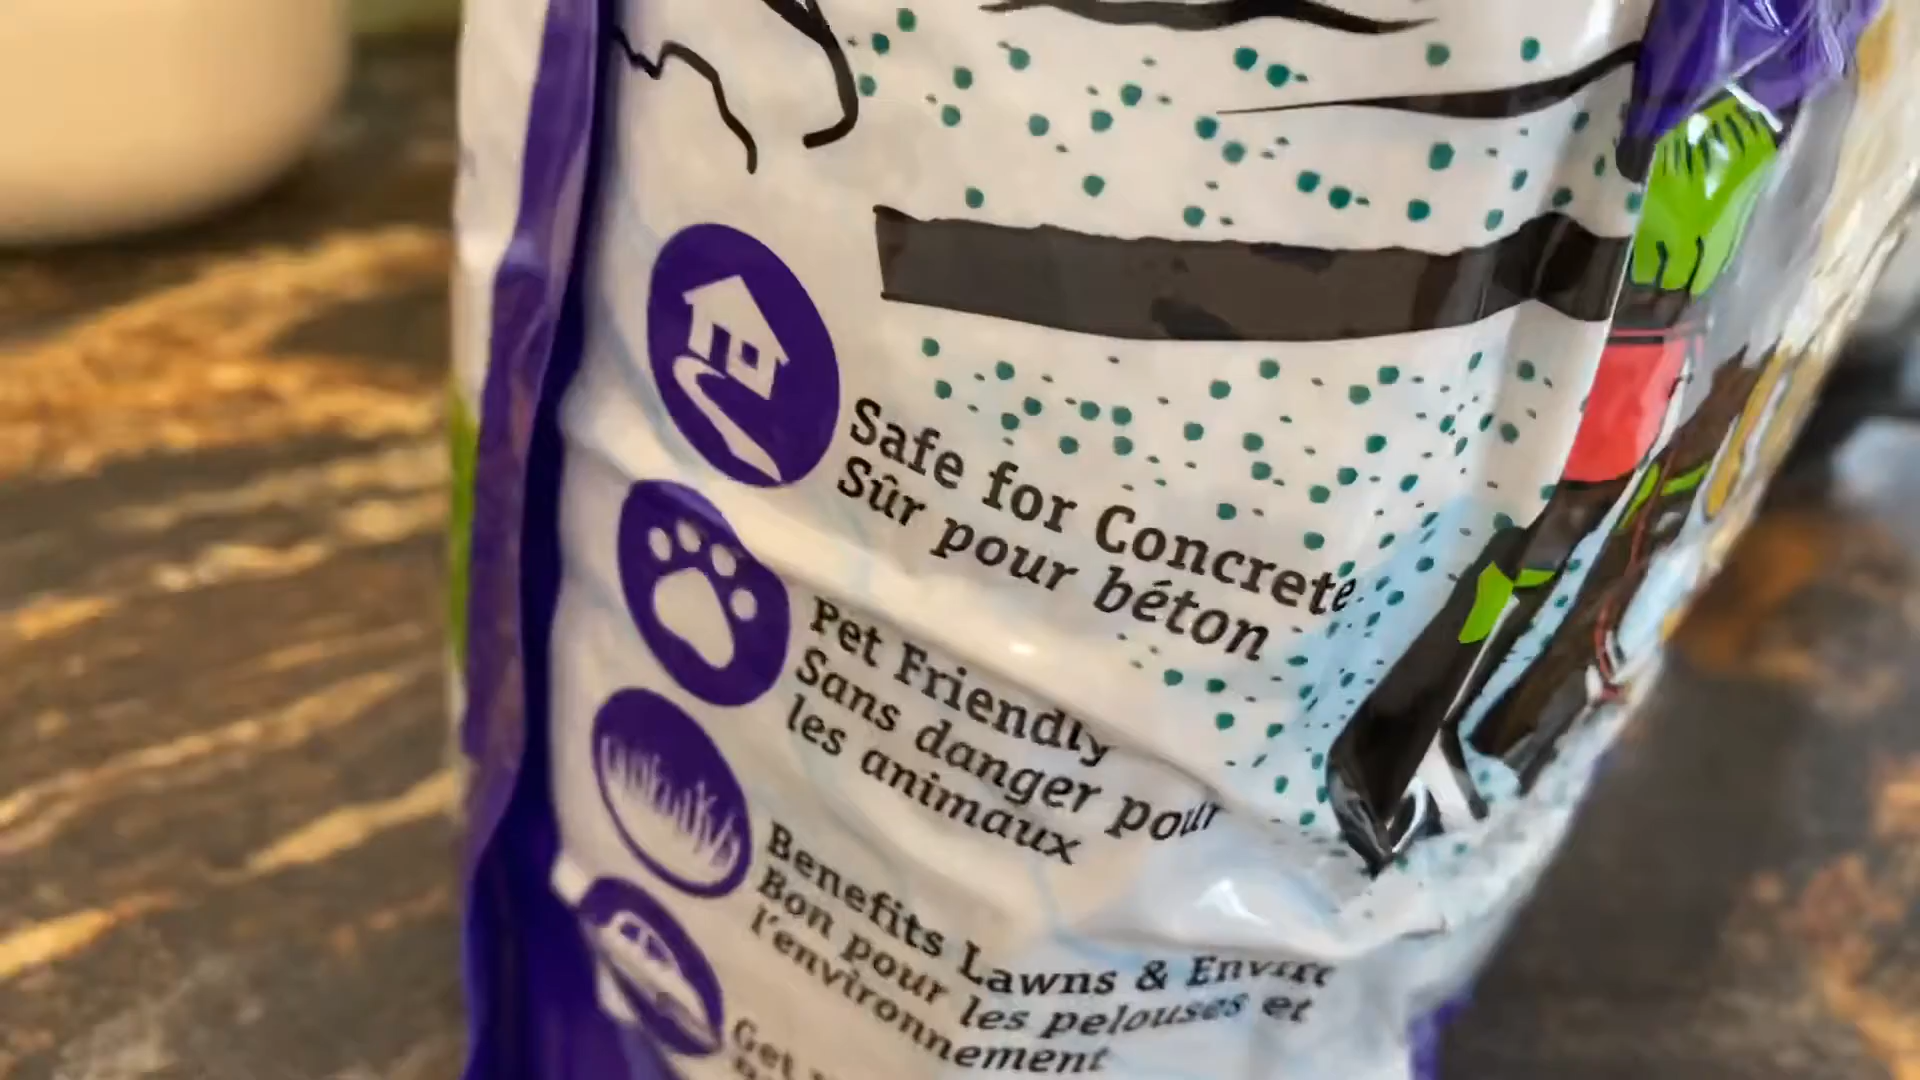 Safe for Concrete
Sûr pour béton
Pet Friendly
Sans danger pour
les animaux
Benefits Lawns &
Bon pour les pelouses et
l'environnement
Get